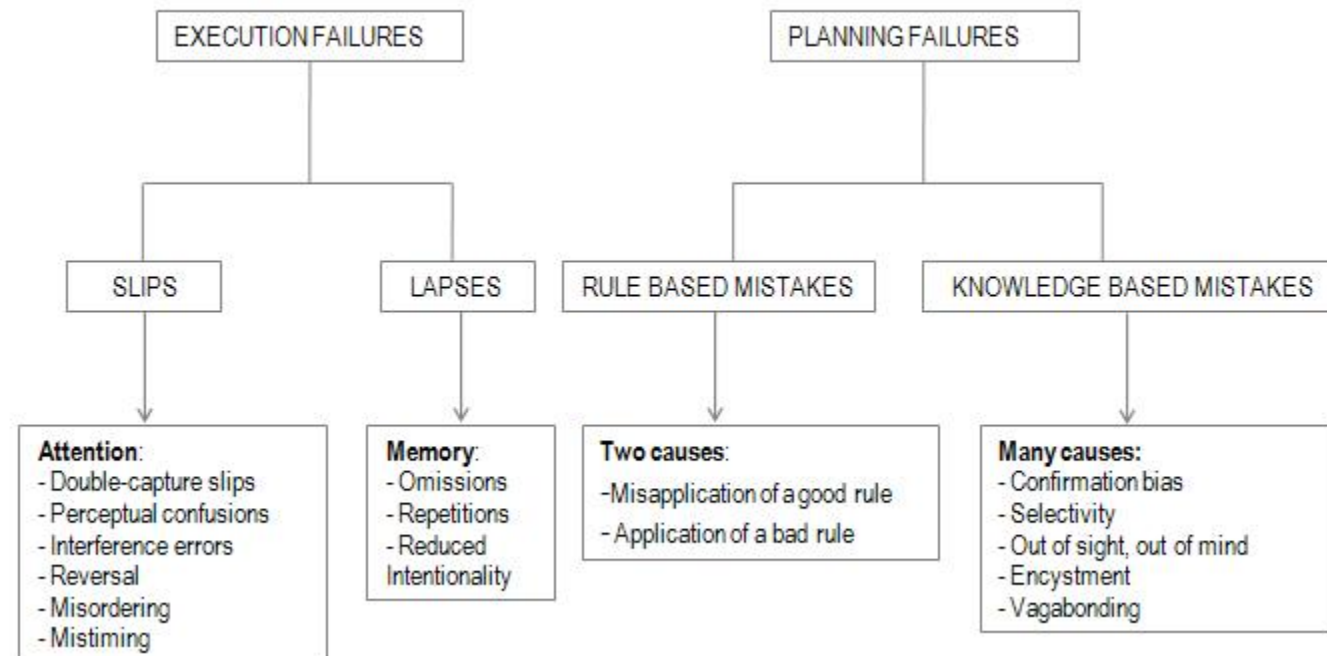 EXECUTION FAILURES
PLANNING FAILURES
SLIPS
LAPSES
RULE BASED MISTAKES
KNOWLEDGE BASED MISTAKES
Attention:
- Double-capture slips
- Perceptual confusions
- Interference errors
- Reversal
- Misordering
- Mistiming
Memory:
- Omissions
- Repetitions
- Reduced
Intentionality
Two causes:
-Misapplication of a good rule
- Application of a bad rule
Many causes:
- Confirmation bias
- Selectivity
- Out of sight, out of mind
- Encystment
- Vagabonding